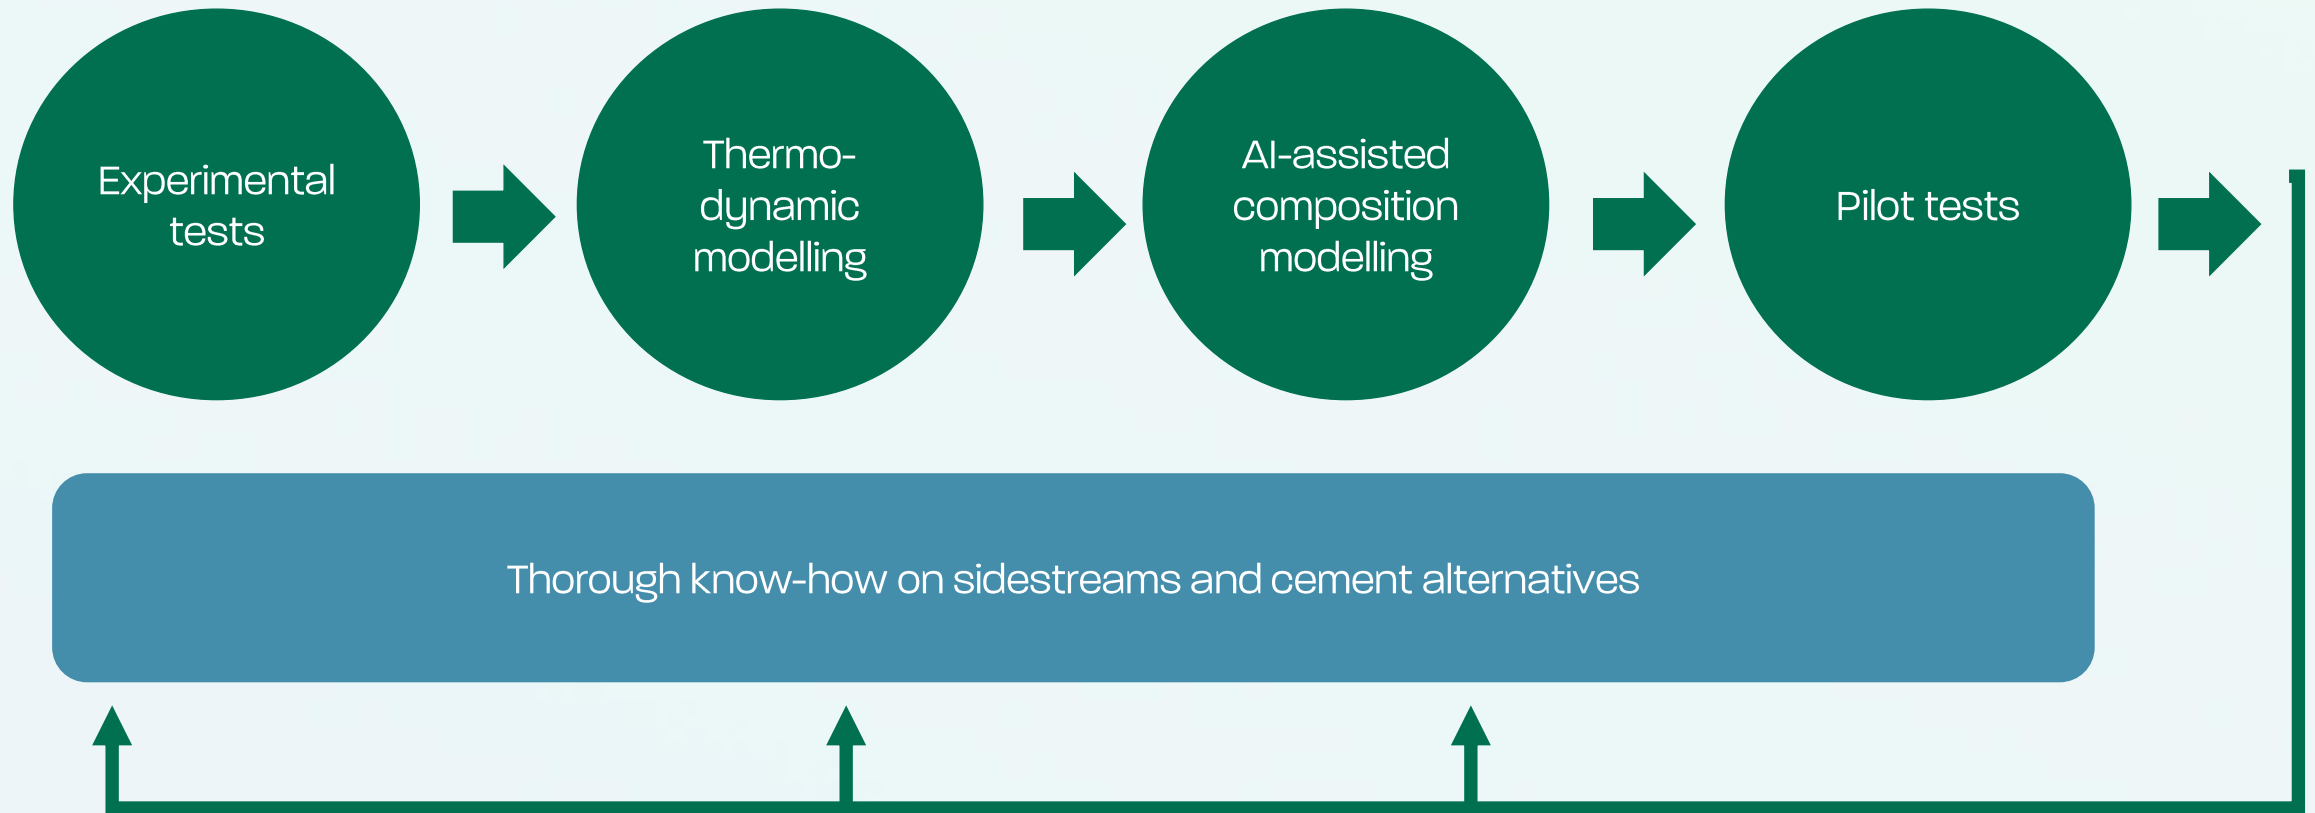 Experimental
tests
Thermo-
dynamic
modelling
AI-assisted
composition
modelling
Pilot tests
Thorough know-how on sidestreams and cement alternatives